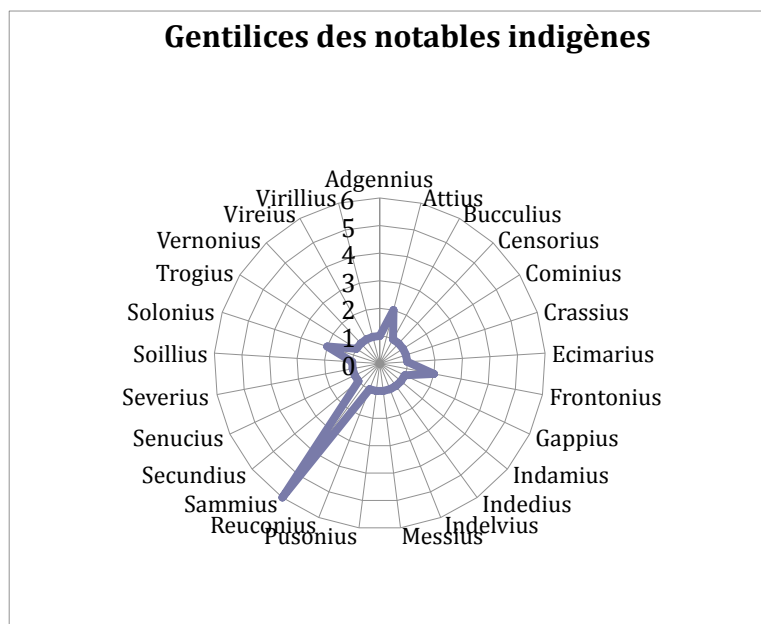 Gentilices des notables indigènes
Adgennius
Attius
Bucculius
Censorius
Cominius
Crassius
Ecimarius
Frontonius
Gappius
Indamius
Indedius
Indelvius
Messius
Pusonius
Reuconius
Sammius
Secundius
Senucius
Severius
Soillius
Solonius
Trogius
Vernonius
Vireius
Virillius
6
5
4
3
2
1
0